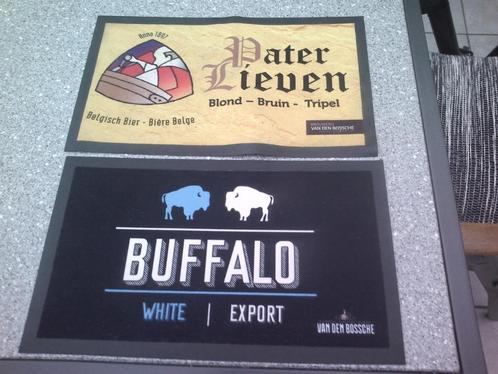 Anno 1897
Pater
Lieven
Blond – Bruin - Tripel
Belgisch Bier - Bière Belge
BROUWERIJ
VAN DEN BOSSCHE
BUFFALO
WHITE | EXPORT
VAN DEN BOSSCHE